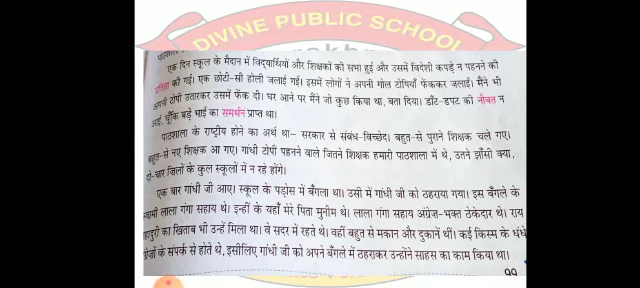 DIVINE PUBLIC SCHOOL
एक दिन स्कूल के मैदान में विद्यार्थियों और शिक्षकों की सभा हुई और उसमें विदेशी कपड़े न पहनने की
प्रतिज्ञा की गई। एक छोटी-सी होली जलाई गई। इसमें लोगों ने अपनी गोल टोपियाँ फेंककर जलाईं। मैंने भी
अपनी टोपी उतारकर उसमें फेंक दी। घर आने पर मैंने जो कुछ किया था, बता दिया। डाँट-डपट की नौबत न
आई, चूँकि बड़े भाई का समर्थन प्राप्त था।
पाठशाला के राष्ट्रीय होने का अर्थ था– सरकार से संबंध-विच्छेद। बहुत-से पुराने शिक्षक चले गए।
बहुत-से नए शिक्षक आ गए। गांधी टोपी पहनने वाले जितने शिक्षक हमारी पाठशाला में थे, उतने झाँसी क्या,
दो-चार ज़िलों के कुल स्कूलों में न रहे होंगे।
एक बार गांधी जी आए। स्कूल के पड़ोस में बँगला था। उसी में गांधी जी को ठहराया गया। इस बँगले के
स्वामी लाला गंगा सहाय थे। इन्हीं के यहाँ मेरे पिता मुनीम थे। लाला गंगा सहाय अंग्रेज़-भक्त ठेकेदार थे। राय
बहादुरी का खिताब भी उन्हें मिला था। वे सदर में रहते थे। वहीं बहुत से मकान और दुकानें थीं। कई किस्म के धंधे
अंग्रेजों के संपर्क से होते थे, इसीलिए गांधी जी को अपने बँगले में ठहराकर उन्होंने साहस का काम किया था।
99